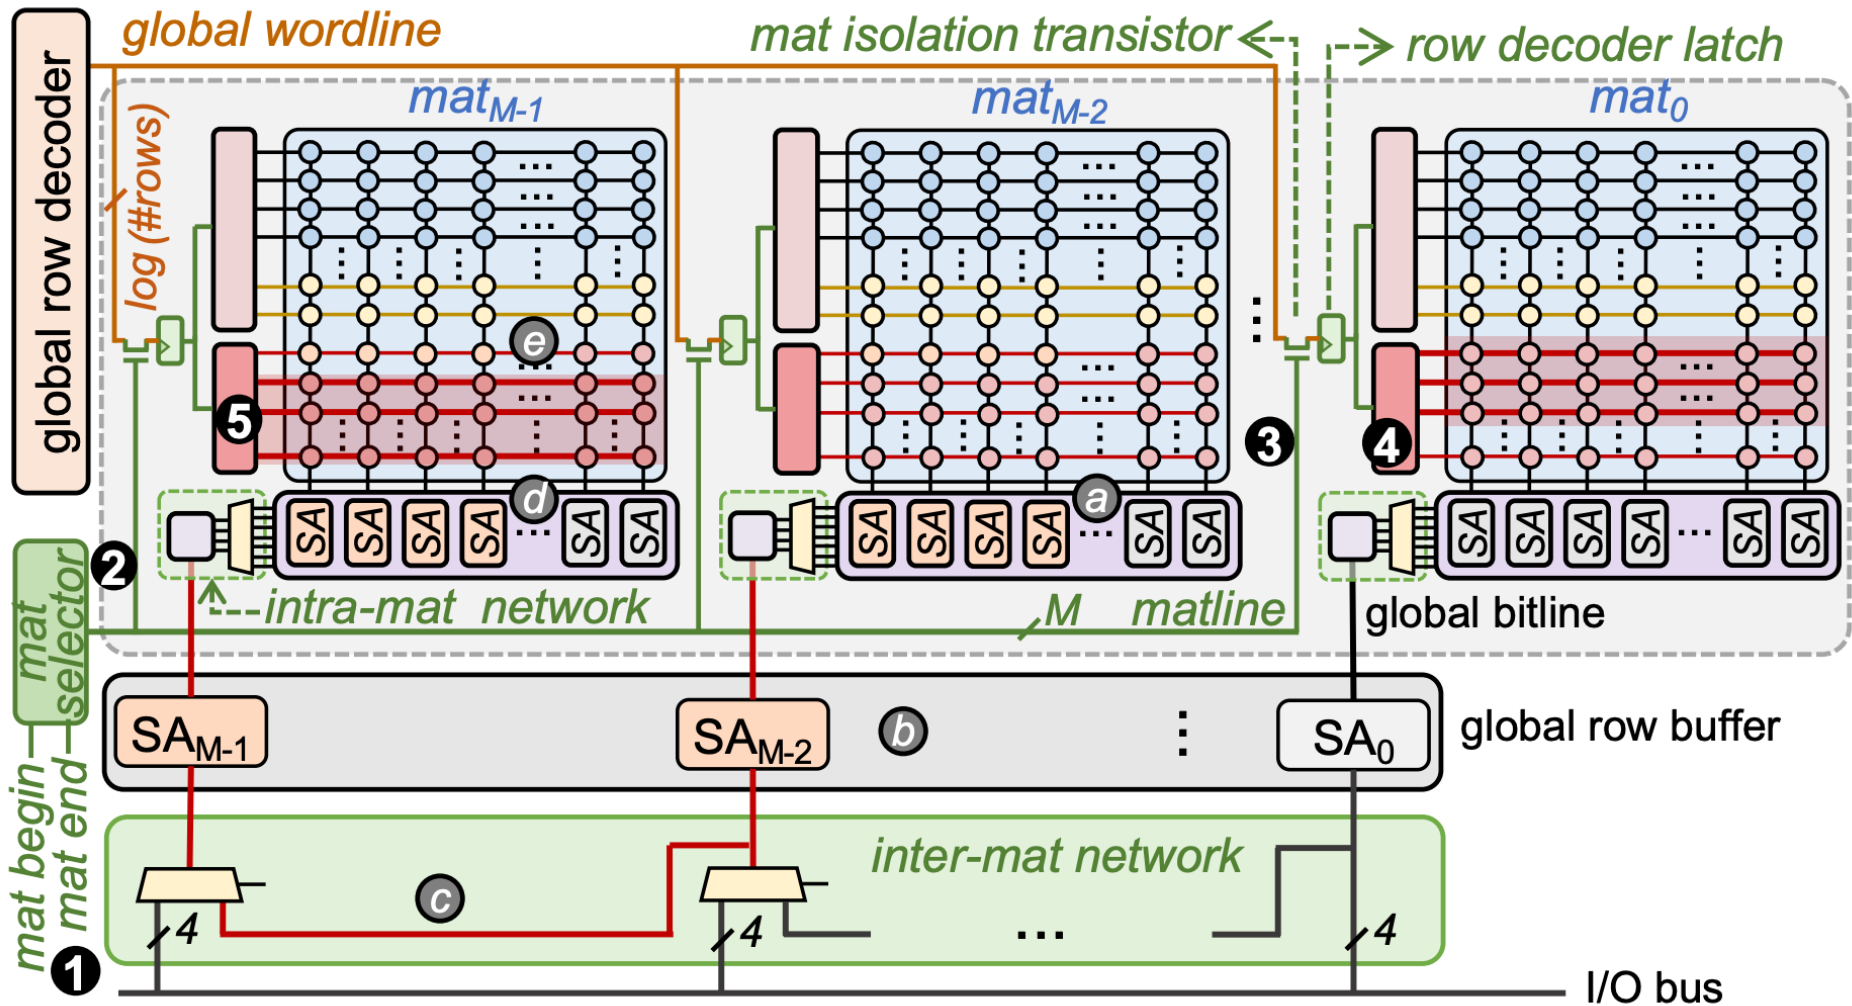 global row decoder
global wordline
mat isolation transistor
row decoder latch
log (#rows)
matM-1
matM-2
mat0
...
e
5
4
3
d
a
SA SA SA SA ... SA SA
SA SA SA SA ... SA SA
SA SA SA SA ... SA SA
2
intra-mat network
M matline
global bitline
mat selector
mat begin
mat end
1
SAM-1
SAM-2
b
SA0
global row buffer
inter-mat network
c
4
4
...
4
I/O bus